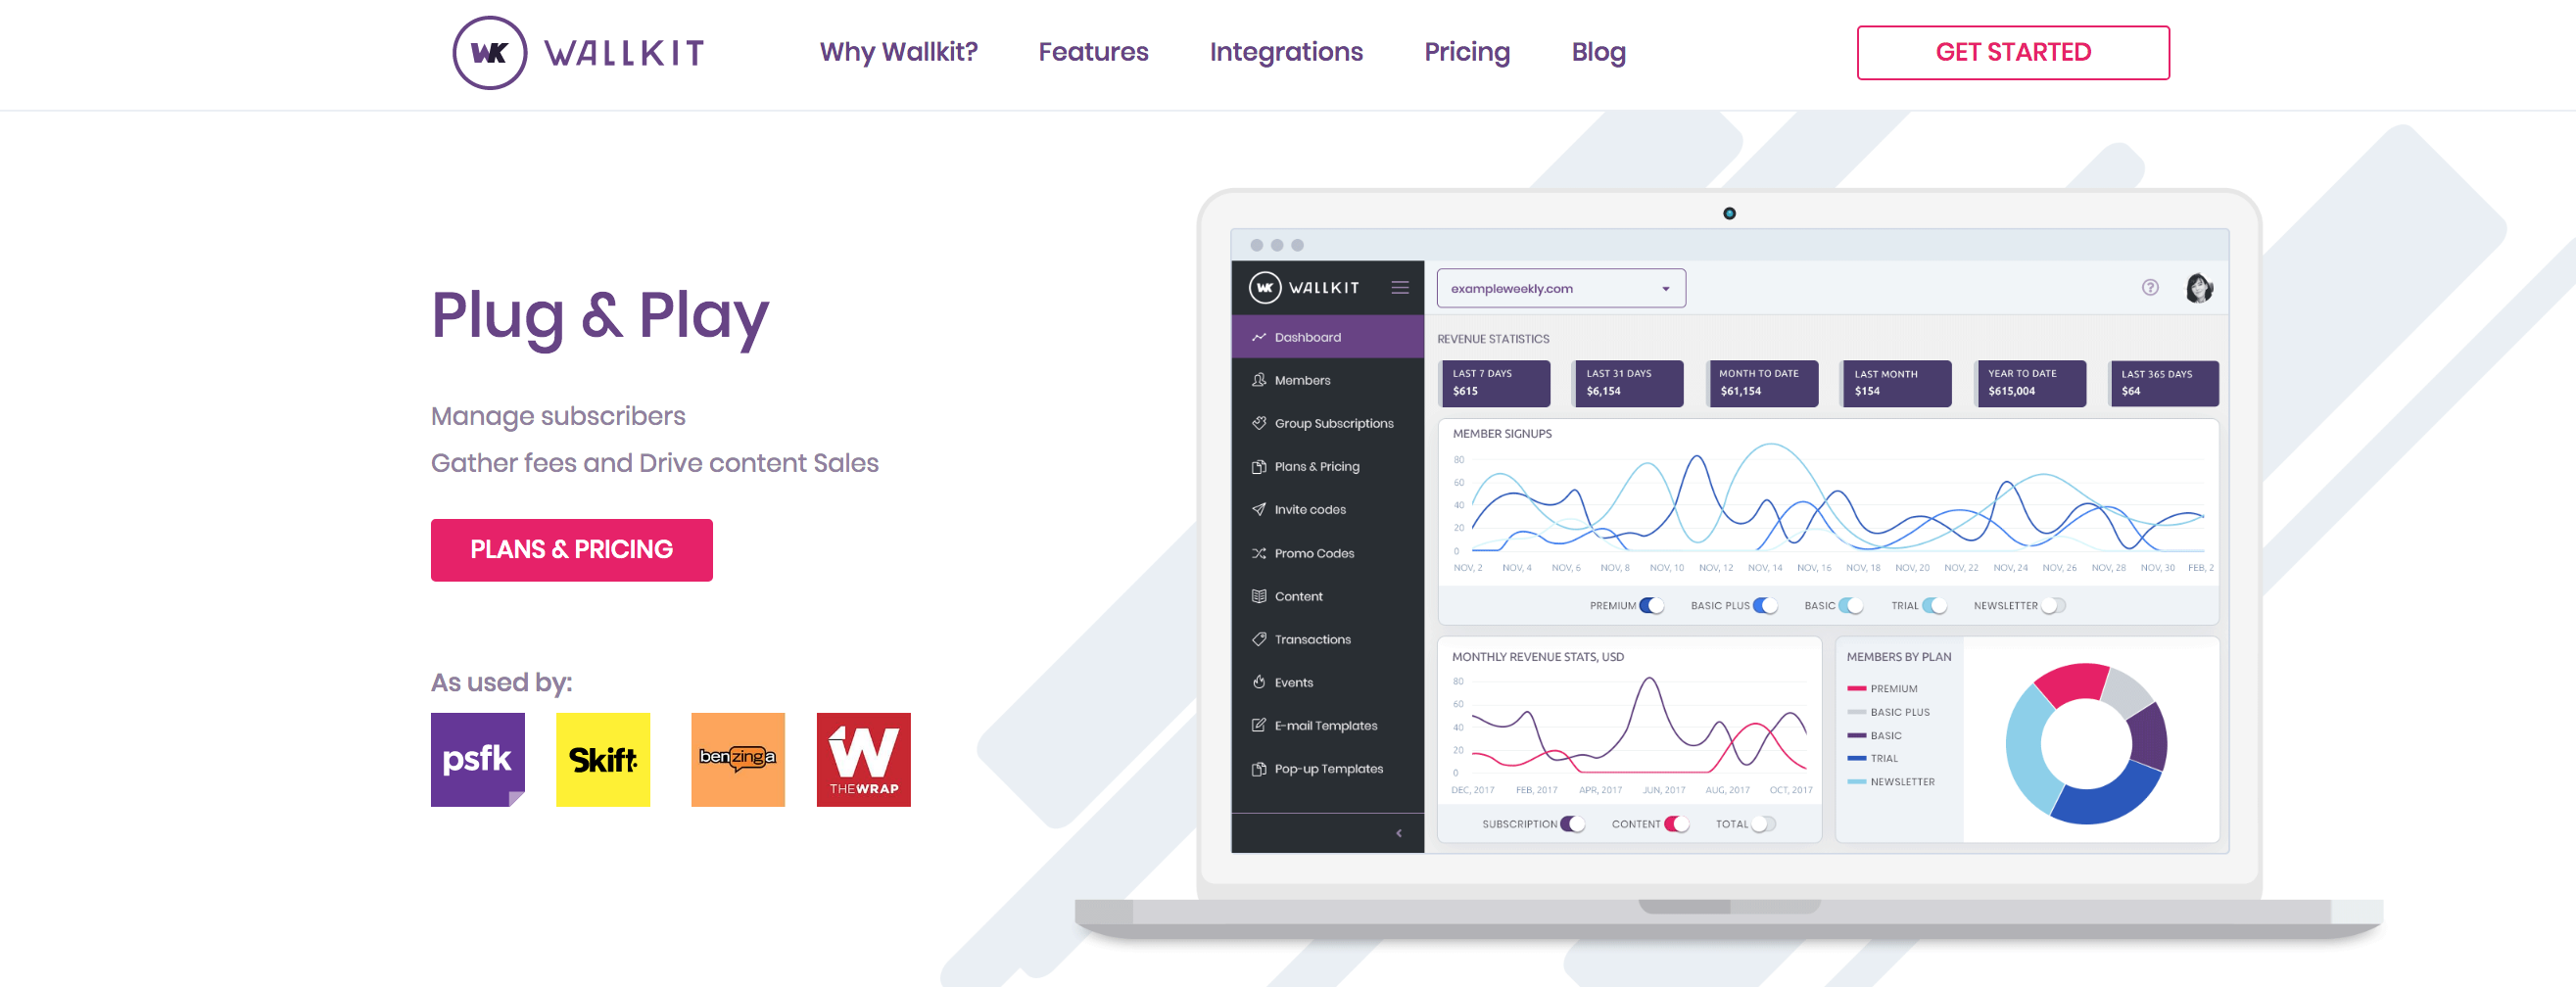 WK WALLKIT
Why Wallkit?
Features
Integrations
Pricing
Blog
GET STARTED
Plug & Play
Manage subscribers
Gather fees and Drive content Sales
PLANS & PRICING
As used by:
psfk
Skift
benzinga
W
THEWRAP
WK WALLKIT
exampleweekly.com
?
Dashboard
Members
Group Subscriptions
Plans & Pricing
Invite codes
Promo Codes
Content
Transactions
Events
E-mail Templates
Pop-up Templates
REVENUE STATISTICS
LAST 7 DAYS
$615
LAST 31 DAYS
$6,154
MONTH TO DATE
$61,154
LAST MONTH
$154
YEAR TO DATE
$615,004
LAST 365 DAYS
$64
MEMBER SIGNUPS
80
60
40
20
0
NOV, 2 NOV, 4 NOV, 6 NOV, 8 NOV, 10 NOV, 12 NOV, 14 NOV, 16 NOV, 18 NOV, 20 NOV, 22 NOV, 24 NOV, 26 NOV, 28 NOV, 30 FEB, 2
PREMIUM BASIC PLUS BASIC TRIAL NEWSLETTER
MONTHLY REVENUE STATS, USD
80
60
40
20
0
DEC, 2017 FEB, 2017 APR, 2017 JUN, 2017 AUG, 2017 OCT, 2017
SUBSCRIPTION CONTENT TOTAL
MEMBERS BY PLAN
PREMIUM
BASIC PLUS
BASIC
TRIAL
NEWSLETTER